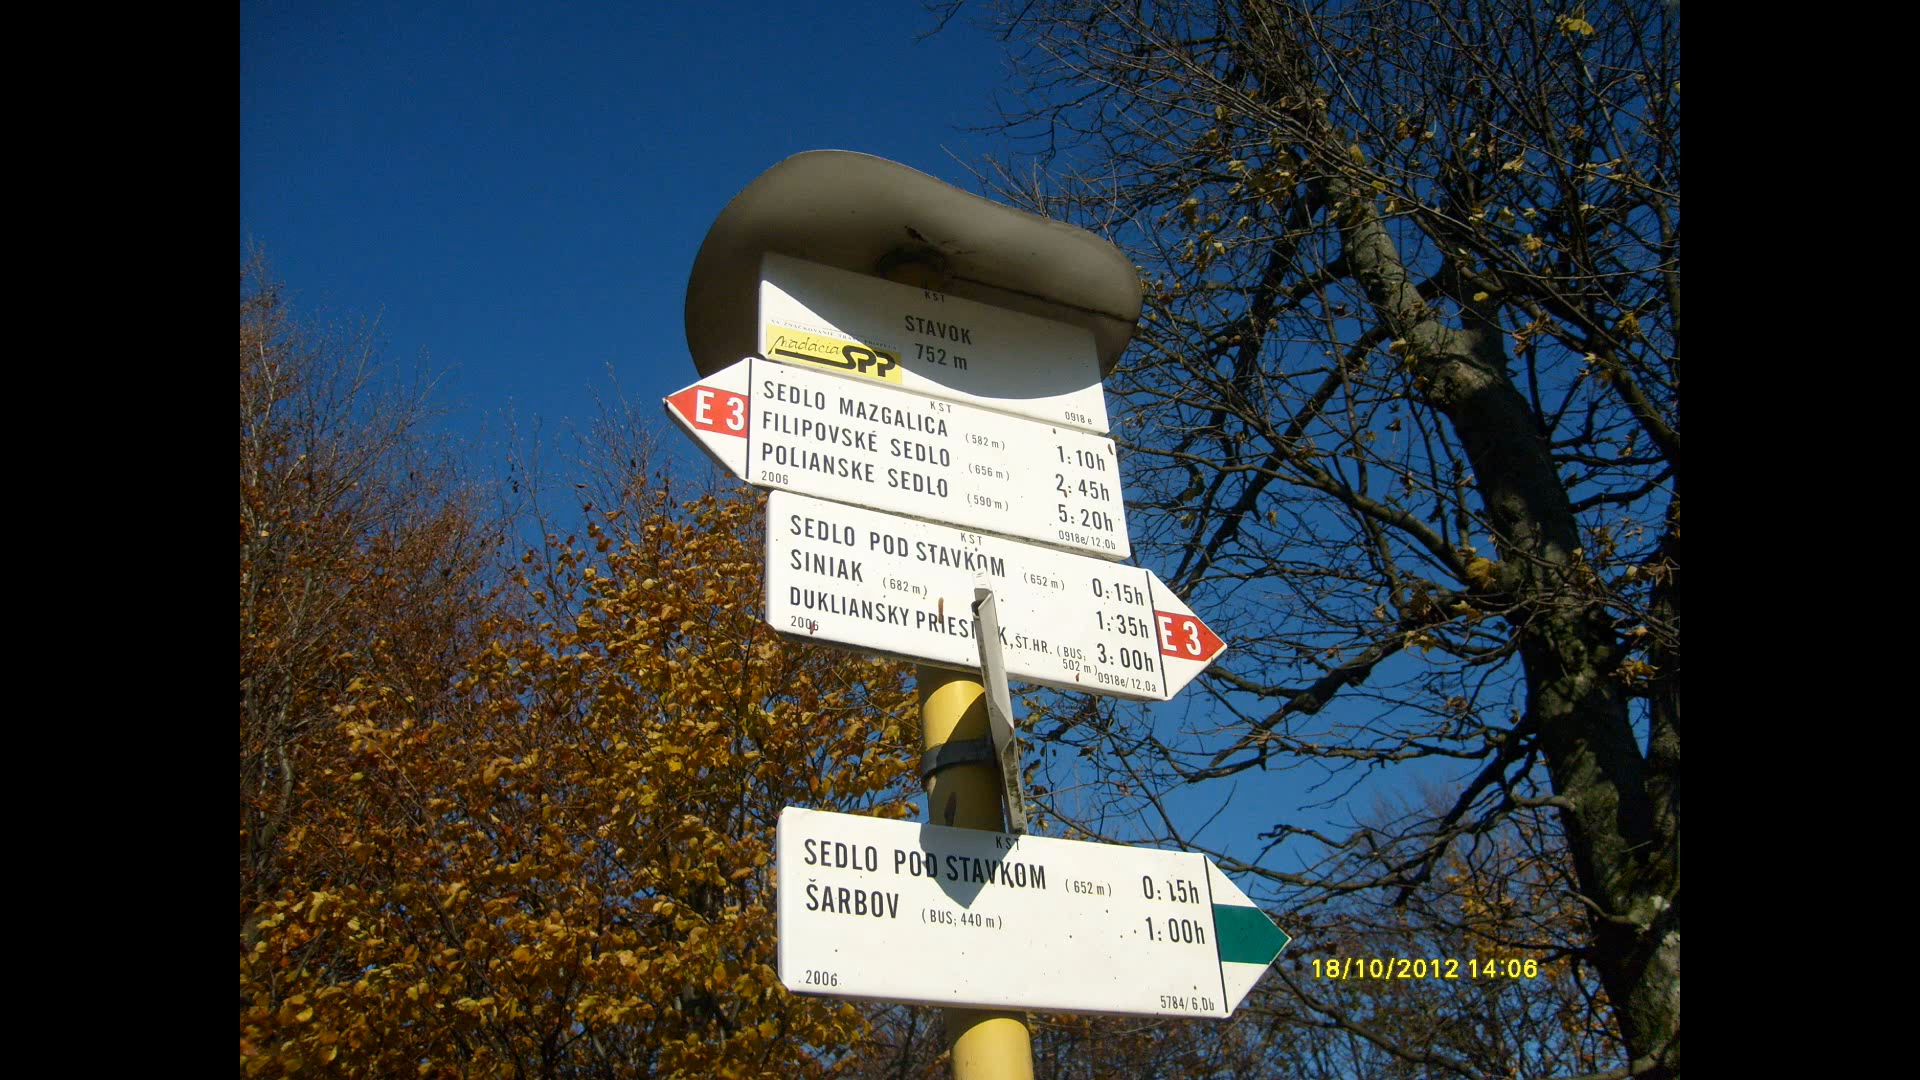 KST
STAVOK
752 m
Nadácia SPP
0918 e
KST
SEDLO MAZGALICA (582 m) 1:10h
FILIPOVSKÉ SEDLO (656 m) 2:45h
POLIANSKE SEDLO (590 m) 5:20h
2006
0918e/12,0b
E 3
KST
SEDLO POD STAVKOM (652 m) 0:15h
SINIAK (682 m) 1:35h
DUKLIANSKY ,ŠT.HR. (BUS; 502 m) 3:00h
2006
0918e/12,0a
E 3
KST
SEDLO POD STAVKOM (652 m) 0:15h
ŠARBOV (BUS; 440 m) 1:00h
2006
5784/6,0b
18/10/2012 14:06